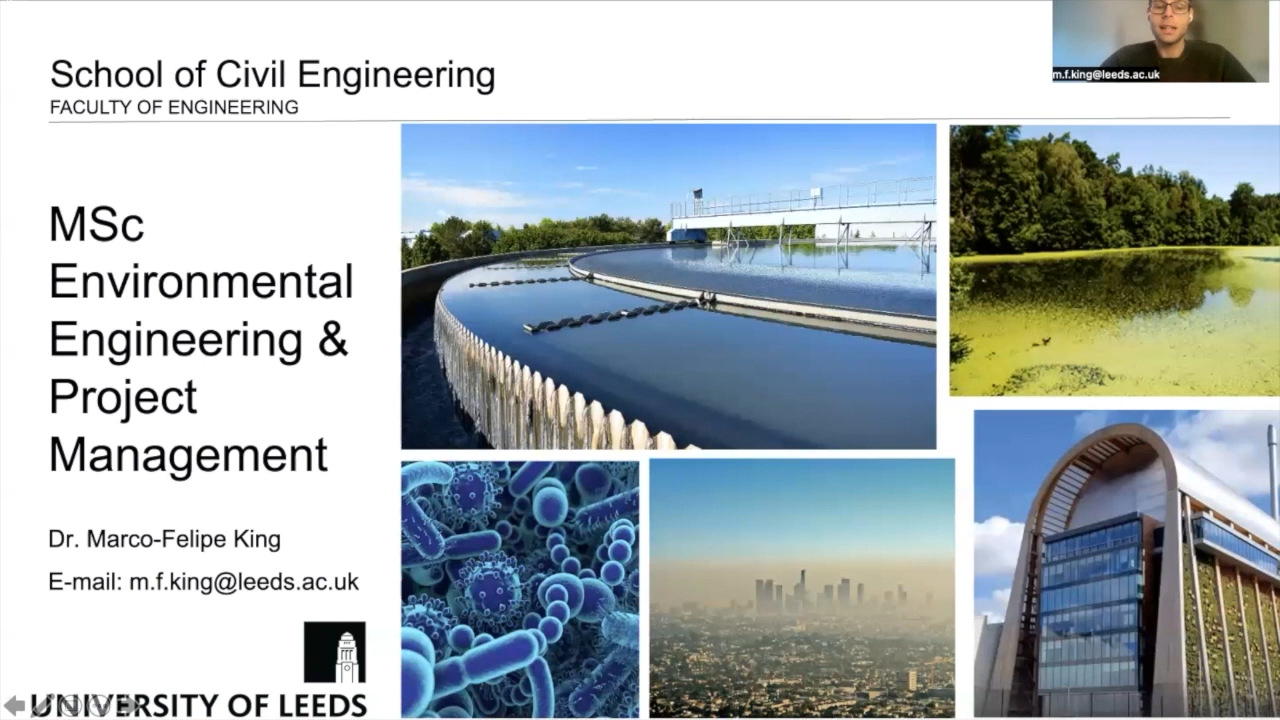 School of Civil Engineering
FACULTY OF ENGINEERING
m.f.king@leeds.ac.uk
MSc
Environmental
Engineering &
Project
Management
Dr. Marco-Felipe King
E-mail: m.f.king@leeds.ac.uk
UNIVERSITY OF LEEDS